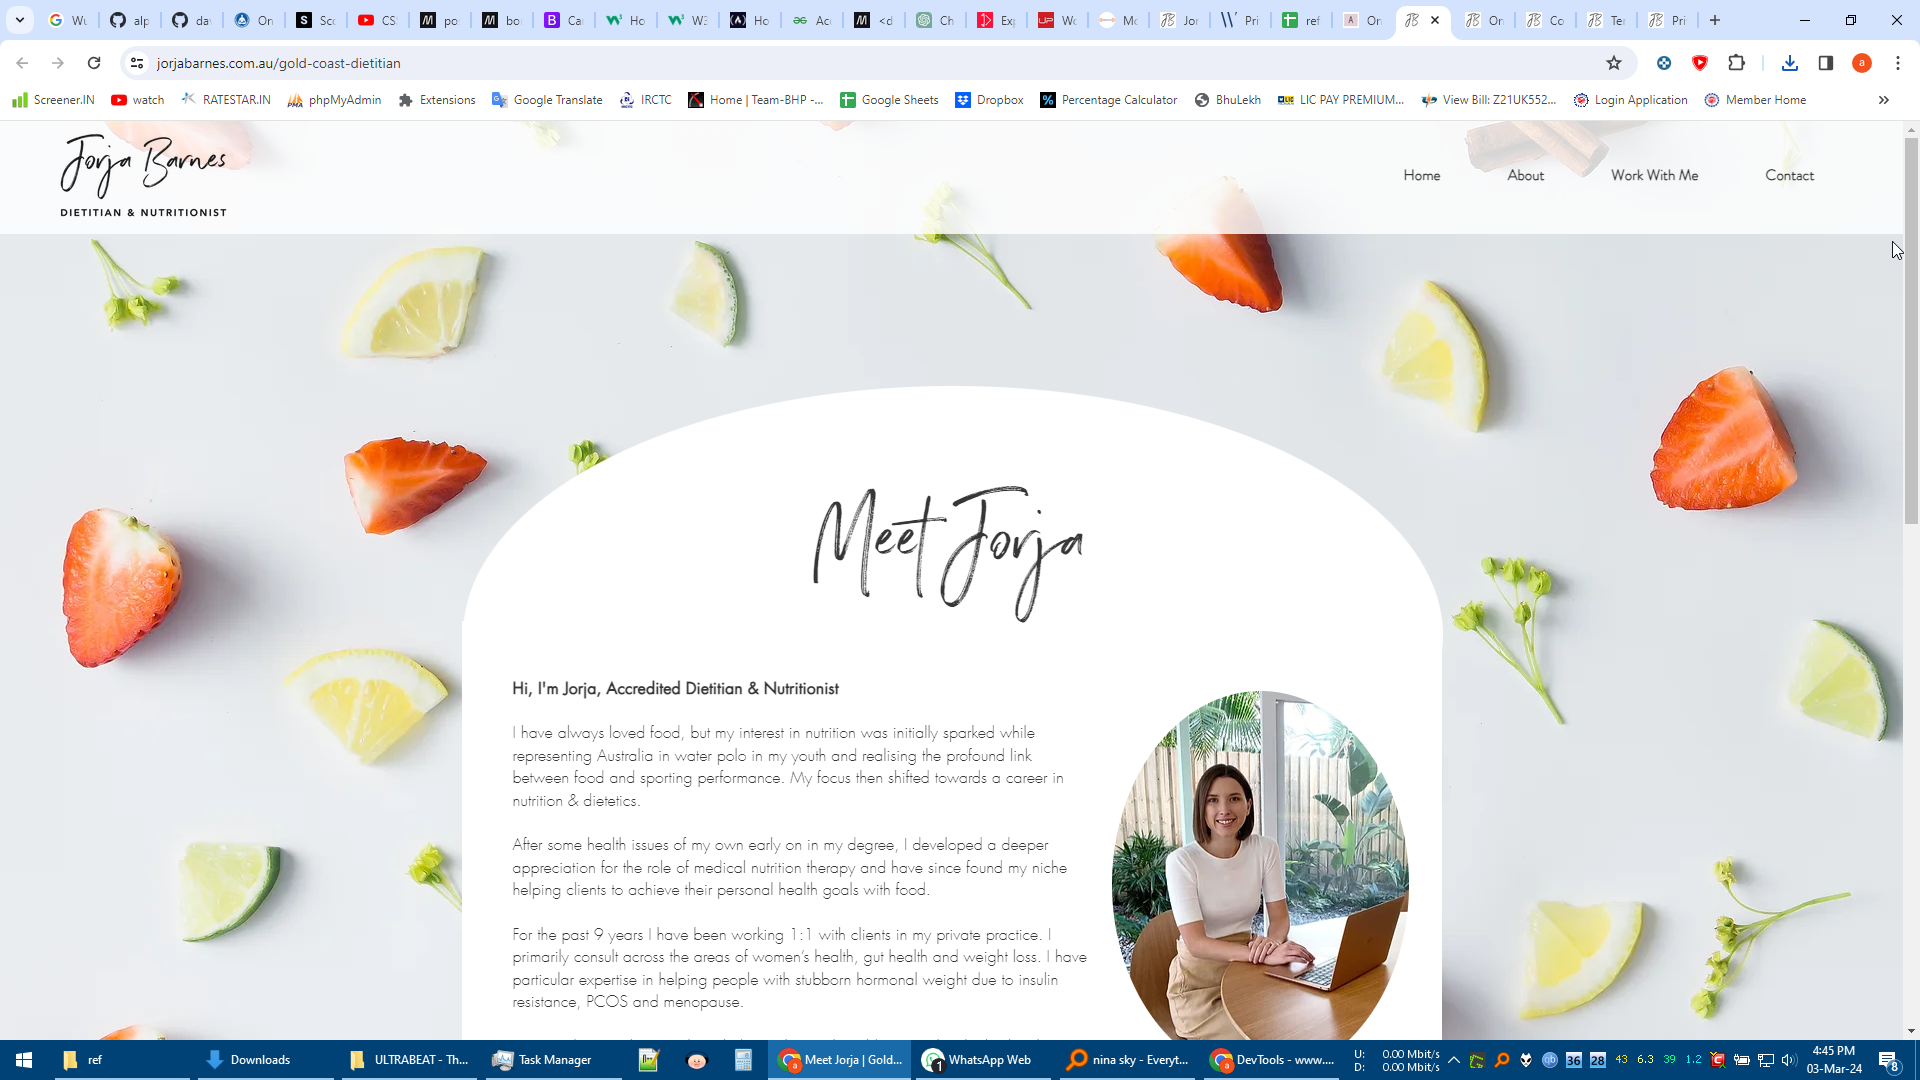 Wu
alp
da
On
Sc
CS
po
bo
Ca
Ho
W3
Ho
Acc
<d
Ch
Exp
Wo
Mo
Jor
Pri
ref
On
On
Co
Ter
Pri
jorjabarnes.com.au/gold-coast-dietitian
a
Screener.IN
watch
RATESTAR.IN
phpMyAdmin
Extensions
Google Translate
IRCTC
Home | Team-BHP -...
Google Sheets
Dropbox
Percentage Calculator
BhuLekh
LIC PAY PREMIUM...
View Bill: Z21UK552...
Login Application
Member Home
Jorja Barnes
DIETITIAN & NUTRITIONIST
Home
About
Work With Me
Contact
Meet Jorja
Hi, I'm Jorja, Accredited Dietitian & Nutritionist
I have always loved food, but my interest in nutrition was initially sparked while
representing Australia in water polo in my youth and realising the profound link
between food and sporting performance. My focus then shifted towards a career in
nutrition & dietetics.
After some health issues of my own early on in my degree, I developed a deeper
appreciation for the role of medical nutrition therapy and have since found my niche
helping clients to achieve their personal health goals with food.
For the past 9 years I have been working 1:1 with clients in my private practice. I
primarily consult across the areas of women's health, gut health and weight loss. I have
particular expertise in helping people with stubborn hormonal weight due to insulin
resistance, PCOS and menopause.
ref
Downloads
ULTRABEAT - Th...
Task Manager
Meet Jorja | Gold...
WhatsApp Web
nina sky - Everyt...
DevTools - www....
U: 0.00 Mbit/s
D: 0.00 Mbit/s
36
28
43
6.3
39
1.2
4:45 PM
03-Mar-24
8